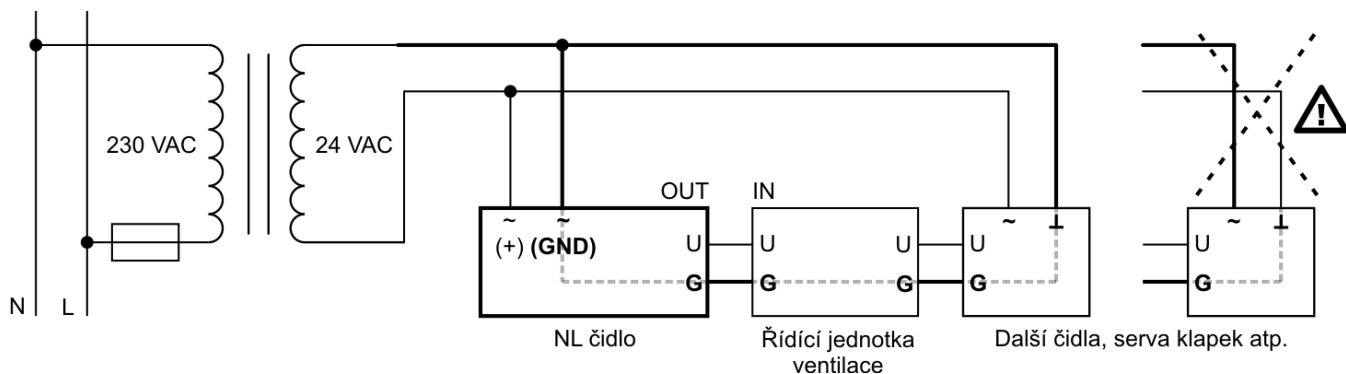 230 VAC
24 VAC
OUT
IN
~
~
(+) (GND)
U
G
U
G
U
G
~
⊥
U
G
~
⊥
U
G
!
N
L
NL čidlo
Řídící jednotka
ventilace
Další čidla, serva klapek atp.